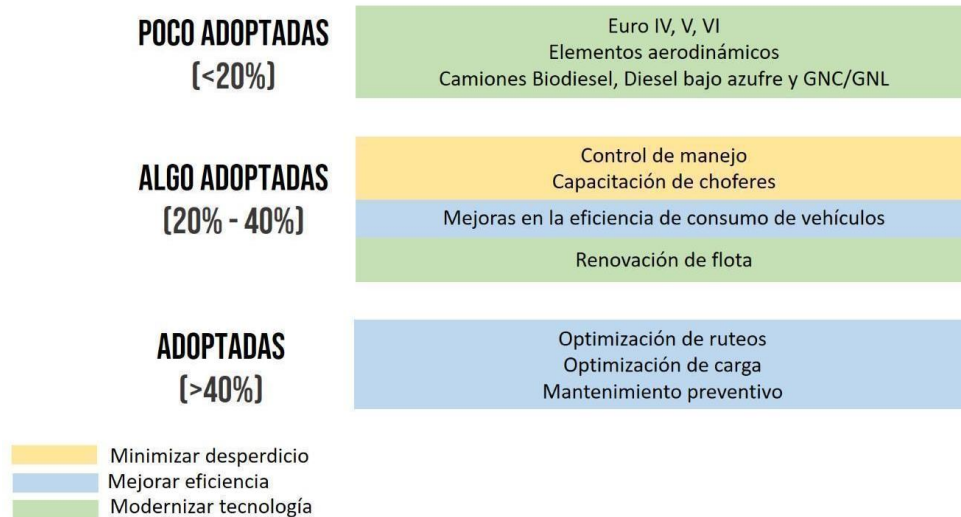 POCO ADOPTADAS
(<20%)
Euro IV, V, VI
Elementos aerodinámicos
Camiones Biodiesel, Diesel bajo azufre y GNC/GNL
ALGO ADOPTADAS
(20% - 40%)
Control de manejo
Capacitación de choferes
Mejoras en la eficiencia de consumo de vehículos
Renovación de flota
ADOPTADAS
(>40%)
Optimización de ruteos
Optimización de carga
Mantenimiento preventivo
Minimizar desperdicio
Mejorar eficiencia
Modernizar tecnología